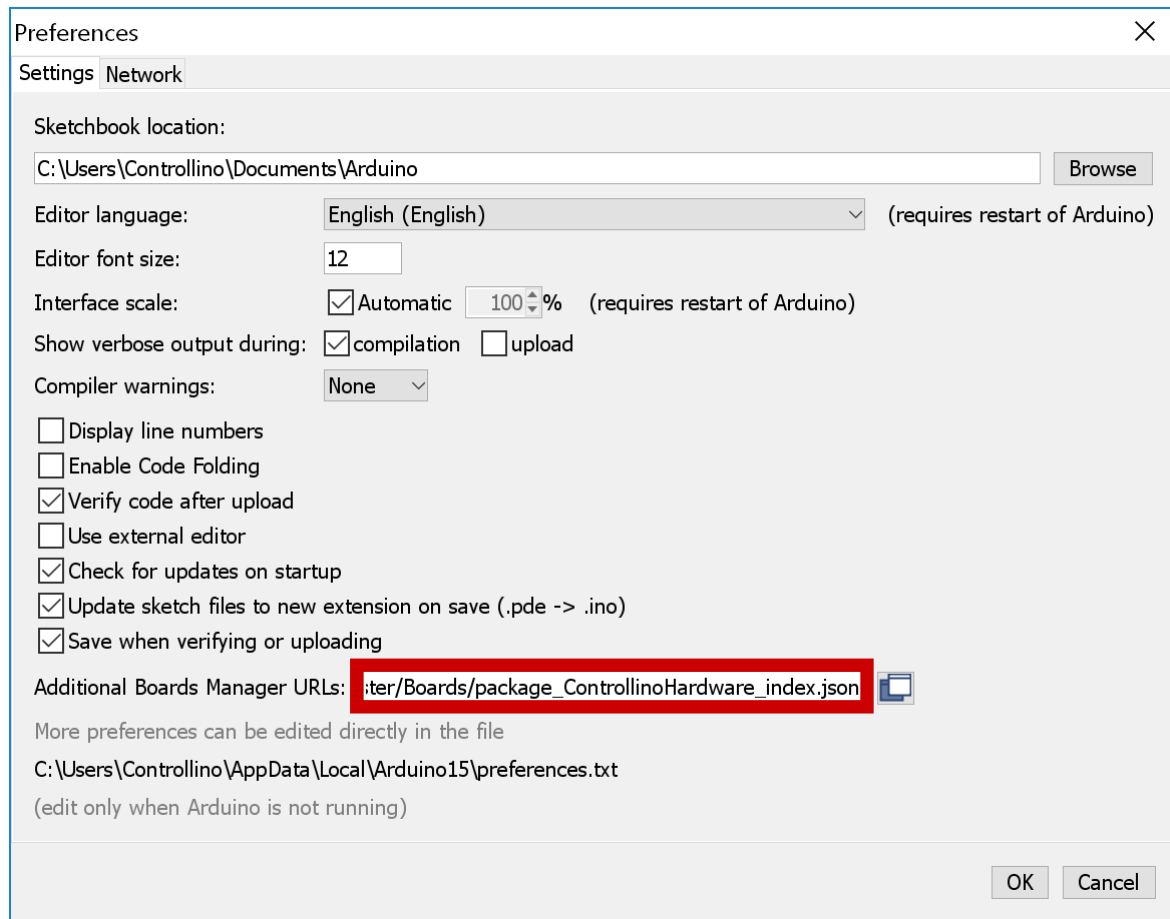 Preferences
Settings Network
Sketchbook location:
C:\Users\Controllino\Documents\Arduino Browse
Editor language: English (English) (requires restart of Arduino)
Editor font size: 12
Interface scale: Automatic 100 % (requires restart of Arduino)
Show verbose output during: compilation upload
Compiler warnings: None
Display line numbers
Enable Code Folding
Verify code after upload
Use external editor
Check for updates on startup
Update sketch files to new extension on save (.pde -> .ino)
Save when verifying or uploading
Additional Boards Manager URLs: ster/Boards/package_ControllinoHardware_index.json
More preferences can be edited directly in the file
C:\Users\Controllino\AppData\Local\Arduino15\preferences.txt
(edit only when Arduino is not running)
OK Cancel